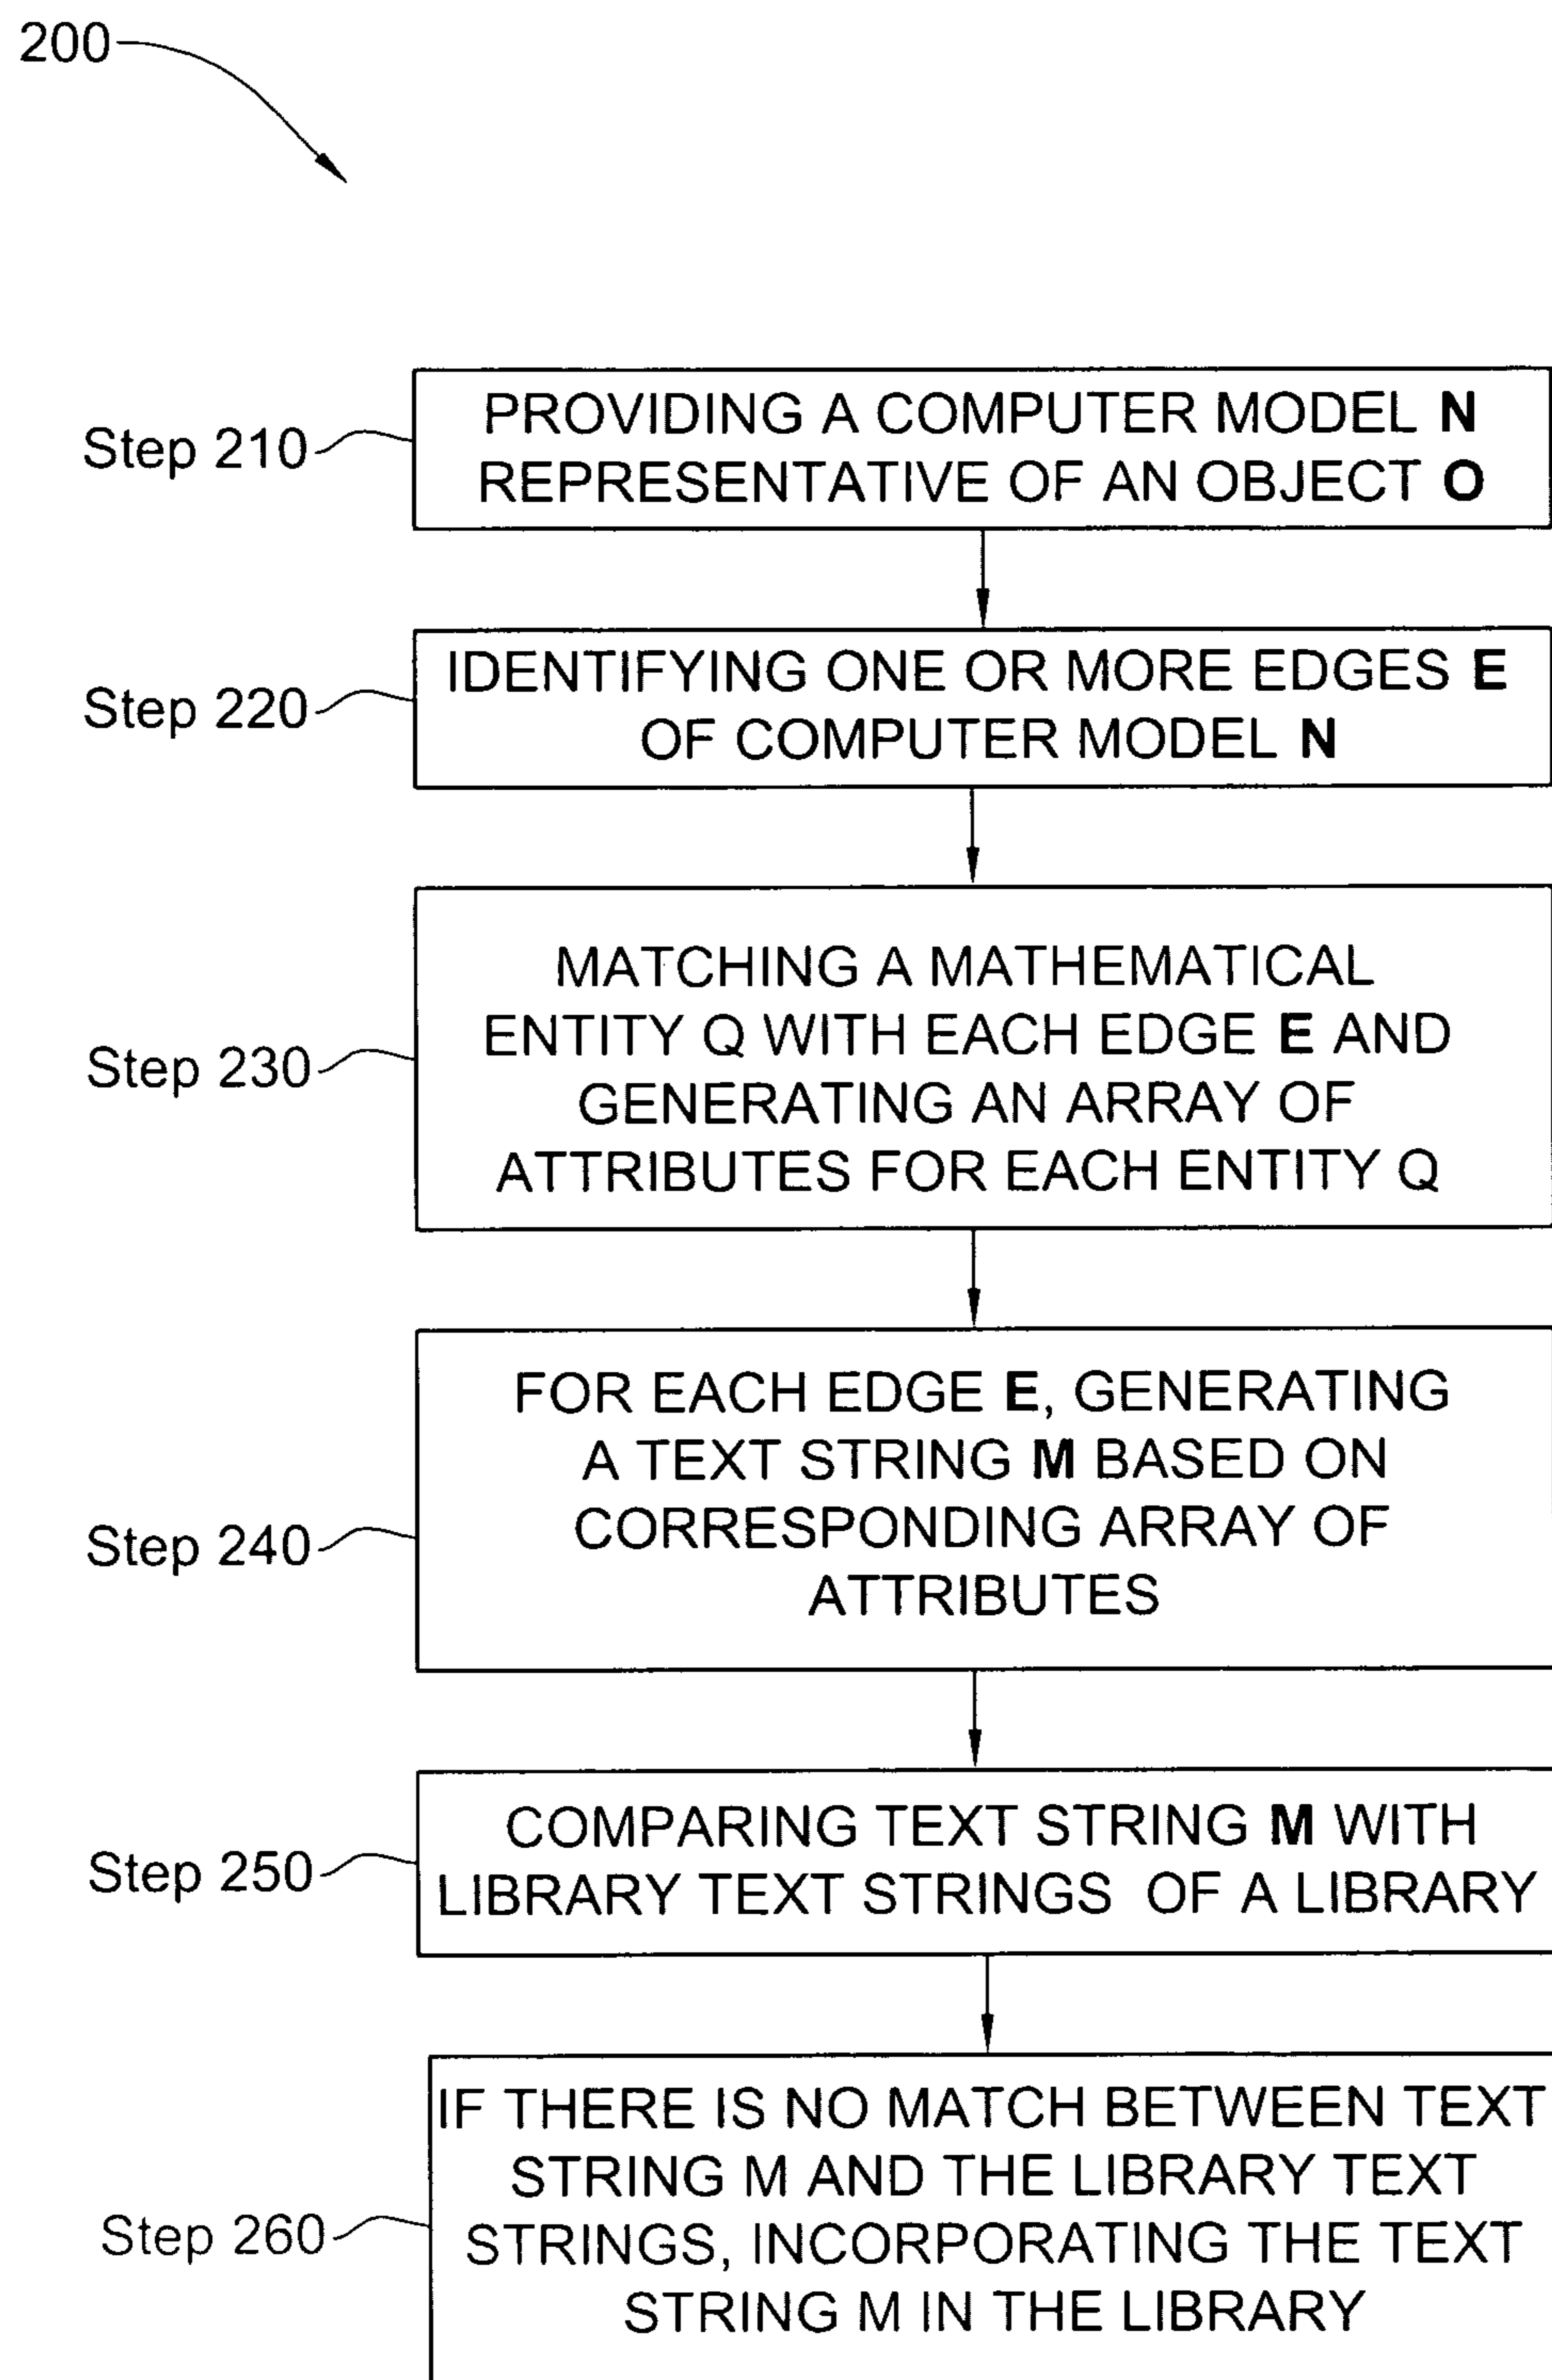 200
Step 210
PROVIDING A COMPUTER MODEL N
REPRESENTATIVE OF AN OBJECT O
Step 220
IDENTIFYING ONE OR MORE EDGES E
OF COMPUTER MODEL N
Step 230
MATCHING A MATHEMATICAL
ENTITY Q WITH EACH EDGE E AND
GENERATING AN ARRAY OF
ATTRIBUTES FOR EACH ENTITY Q
Step 240
FOR EACH EDGE E, GENERATING
A TEXT STRING M BASED ON
CORRESPONDING ARRAY OF
ATTRIBUTES
Step 250
COMPARING TEXT STRING M WITH
LIBRARY TEXT STRINGS OF A LIBRARY
Step 260
IF THERE IS NO MATCH BETWEEN TEXT
STRING M AND THE LIBRARY TEXT
STRINGS, INCORPORATING THE TEXT
STRING M IN THE LIBRARY